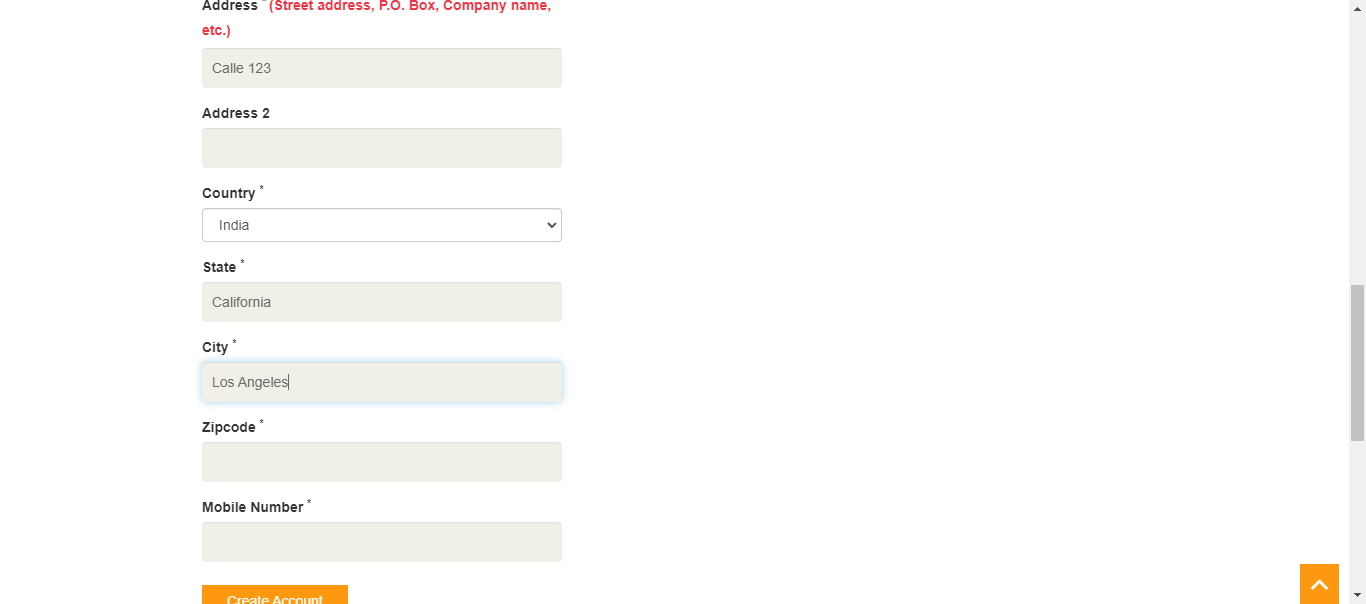 Address * (Street address, P.O. Box, Company name,
etc.)
Calle 123
Address 2
Country *
India
State *
California
City *
Los Angeles
Zipcode *
Mobile Number *
Create Account